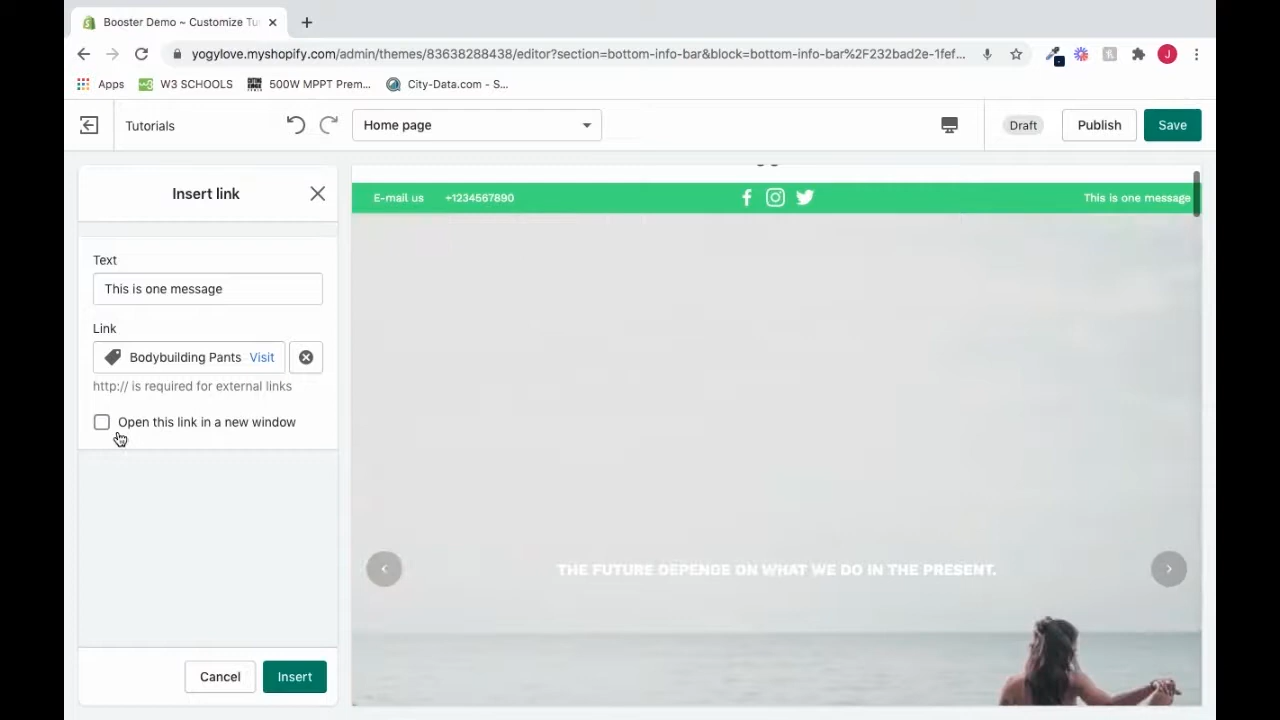 Booster Demo ~ Customize Tu
yogylove.myshopify.com/admin/themes/83638288438/editor?section=bottom-info-bar&block=bottom-info-bar%2F232bad2e-1fef...
Apps W3 SCHOOLS 500W MPPT Prem... City-Data.com - S...
Tutorials
Home page
Draft
Publish
Save
Insert link
Text
This is one message
Link
Bodybuilding Pants Visit
http:// is required for external links
Open this link in a new window
Cancel
Insert
E-mail us +1234567890
This is one message
THE FUTURE DEPENDE ON WHAT WE DO IN THE PRESENT.
J